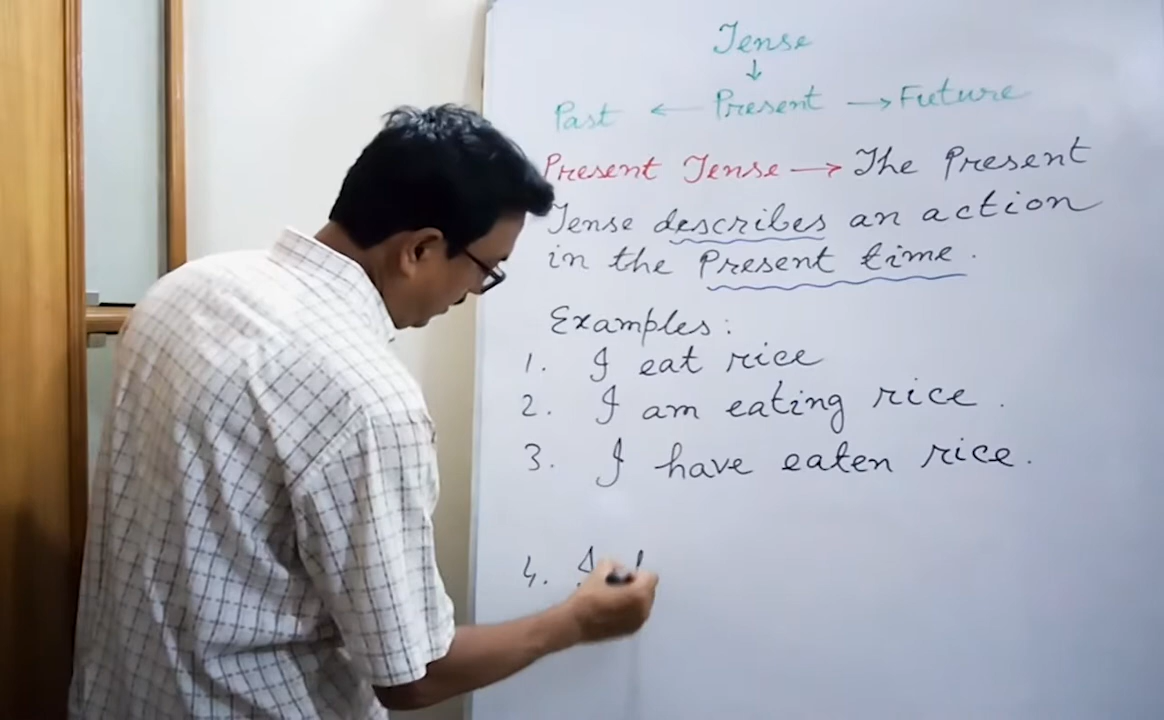 Tense
↓
Past ← Present → Future
Present Tense → The Present
Tense describes an action
in the Present time.
Examples:
1. I eat rice
2. I am eating rice.
3. I have eaten rice.
4. I